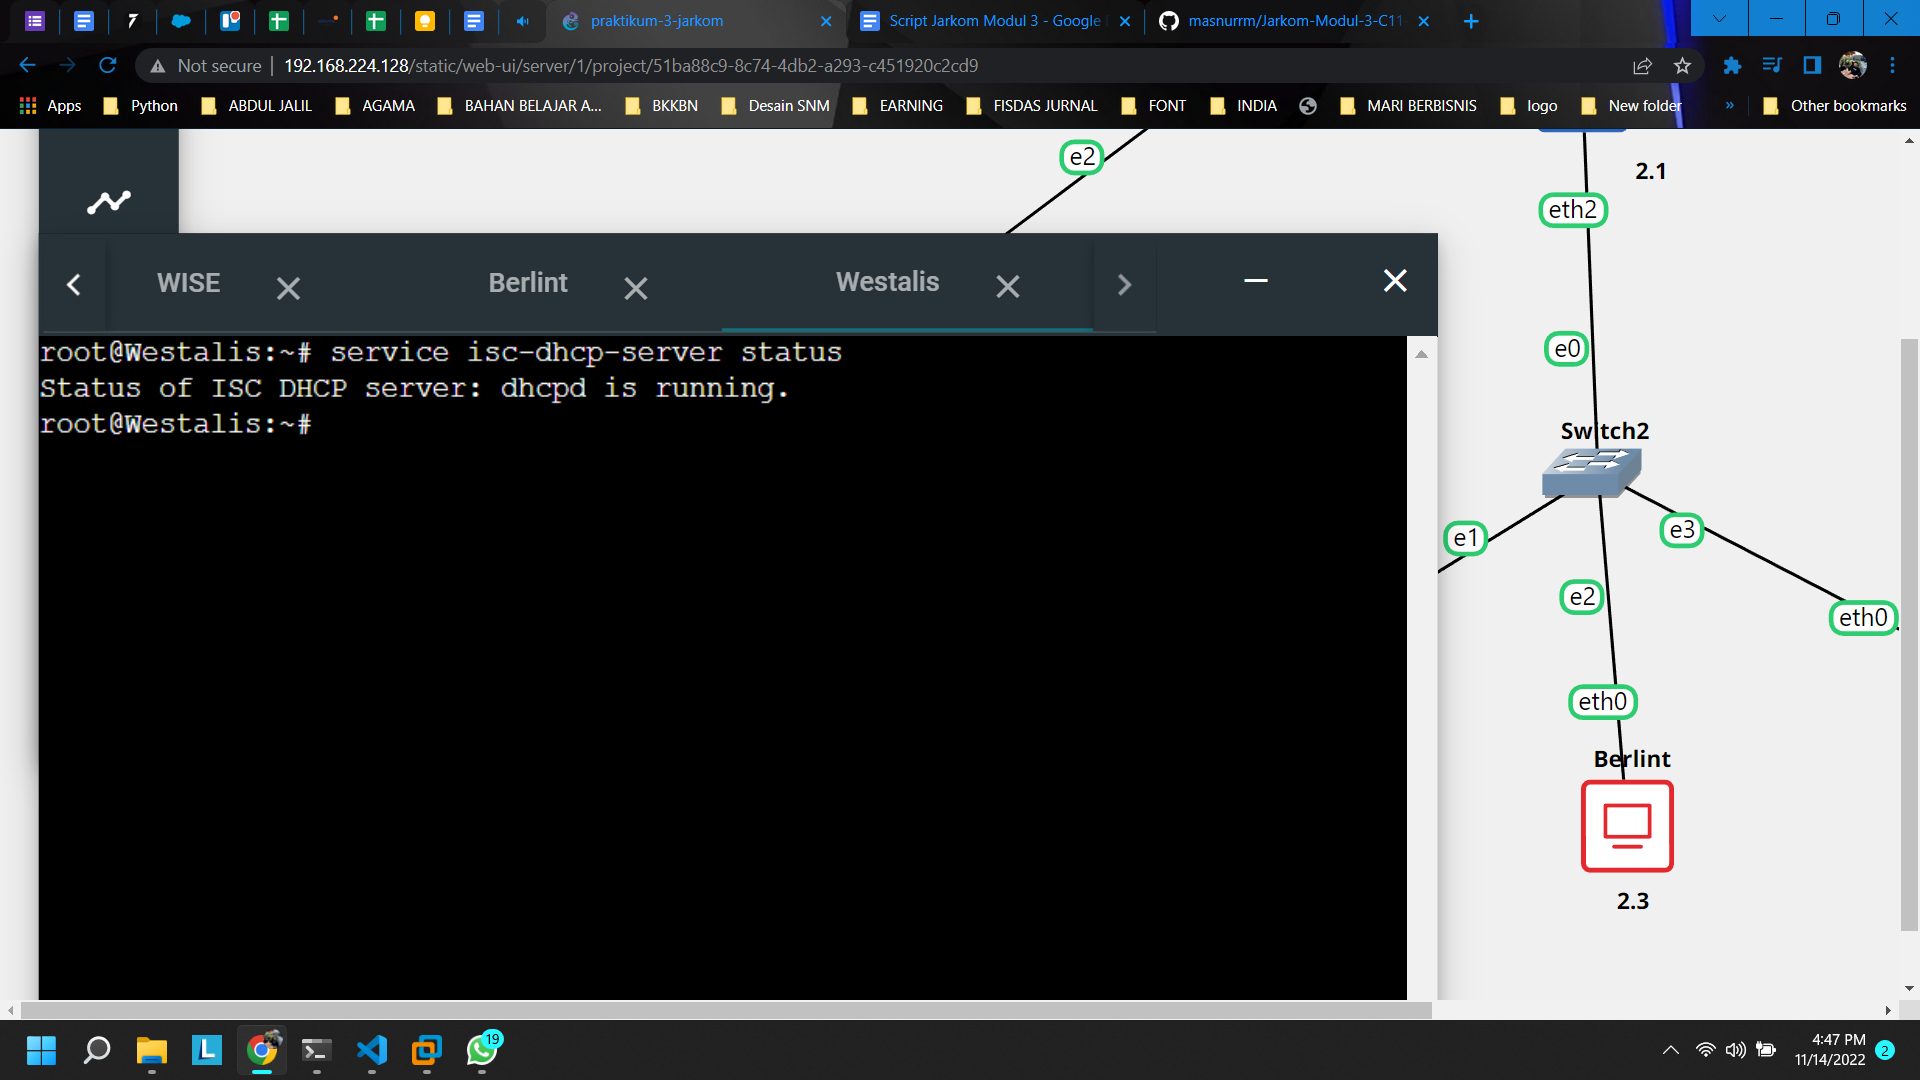 praktikum-3-jarkom
Script Jarkom Modul 3 - Google
masnurrm/Jarkom-Modul-3-C11
Not secure
192.168.224.128/static/web-ui/server/1/project/51ba88c9-8c74-4db2-a293-c451920c2cd9
Apps
Python
ABDUL JALIL
AGAMA
BAHAN BELAJAR A...
BKKBN
Desain SNM
EARNING
FISDAS JURNAL
FONT
INDIA
MARI BERBISNIS
logo
New folder
»
Other bookmarks
e2
2.1
eth2
WISE
Berlint
Westalis
root@Westalis:~# service isc-dhcp-server status
Status of ISC DHCP server: dhcpd is running.
root@Westalis:~#
e0
Switch2
e1
e3
e2
eth0
eth0
Berlint
2.3
L
19
4:47 PM
11/14/2022
2